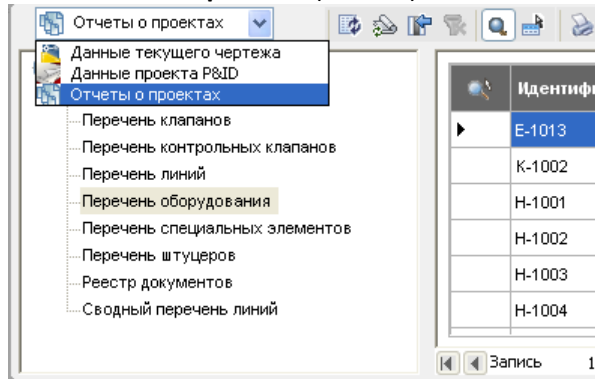 Отчеты о проектах
Данные текущего чертежа
Данные проекта P&ID
Отчеты о проектах
Перечень клапанов
Перечень контрольных клапанов
Перечень линий
Перечень оборудования
Перечень специальных элементов
Перечень штуцеров
Реестр документов
Сводный перечень линий
Идентифи
E-1013
K-1002
H-1001
H-1002
H-1003
H-1004
Запись 1